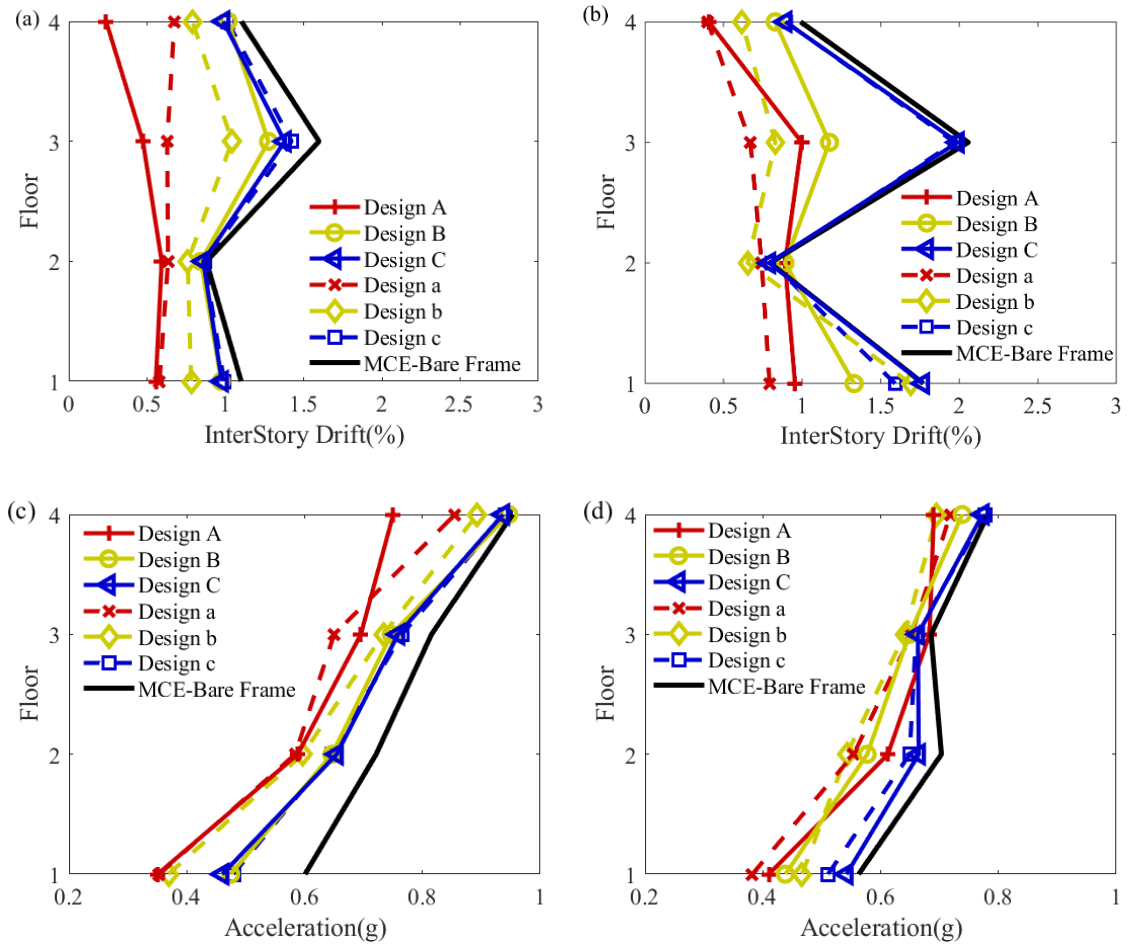 (a)
4
3
2
1
Floor
Design A
Design B
Design C
Design a
Design b
Design c
MCE-Bare Frame
0 0.5 1 1.5 2 2.5 3
InterStory Drift(%)
(b)
4
3
2
1
Floor
Design A
Design B
Design C
Design a
Design b
Design c
MCE-Bare Frame
0 0.5 1 1.5 2 2.5 3
InterStory Drift(%)
(c)
4
3
2
1
Floor
Design A
Design B
Design C
Design a
Design b
Design c
MCE-Bare Frame
0.2 0.4 0.6 0.8 1
Acceleration(g)
(d)
4
3
2
1
Floor
Design A
Design B
Design C
Design a
Design b
Design c
MCE-Bare Frame
0.2 0.4 0.6 0.8 1
Acceleration(g)